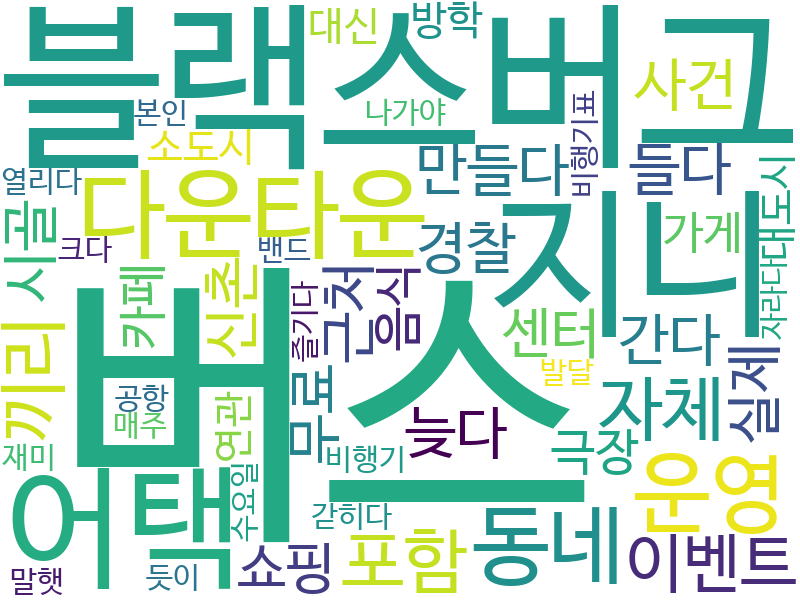 블랙스버그
대신
방학
사건
본인
나가야
비행기표
소도시
만들다
들다
열리다
다운타운
지니
대도시
시골
경찰
가게
크다
밴드
신촌
카페
근처
음식
버스
센터
간다
자라다
끼리
즐기다
발달
실제
공항
매주
연관
무료
늦다
자체
재미
수요일
비행기
극장
운영
어택
갇히다
동네
말햇
듯이
쇼핑
포함
이벤트